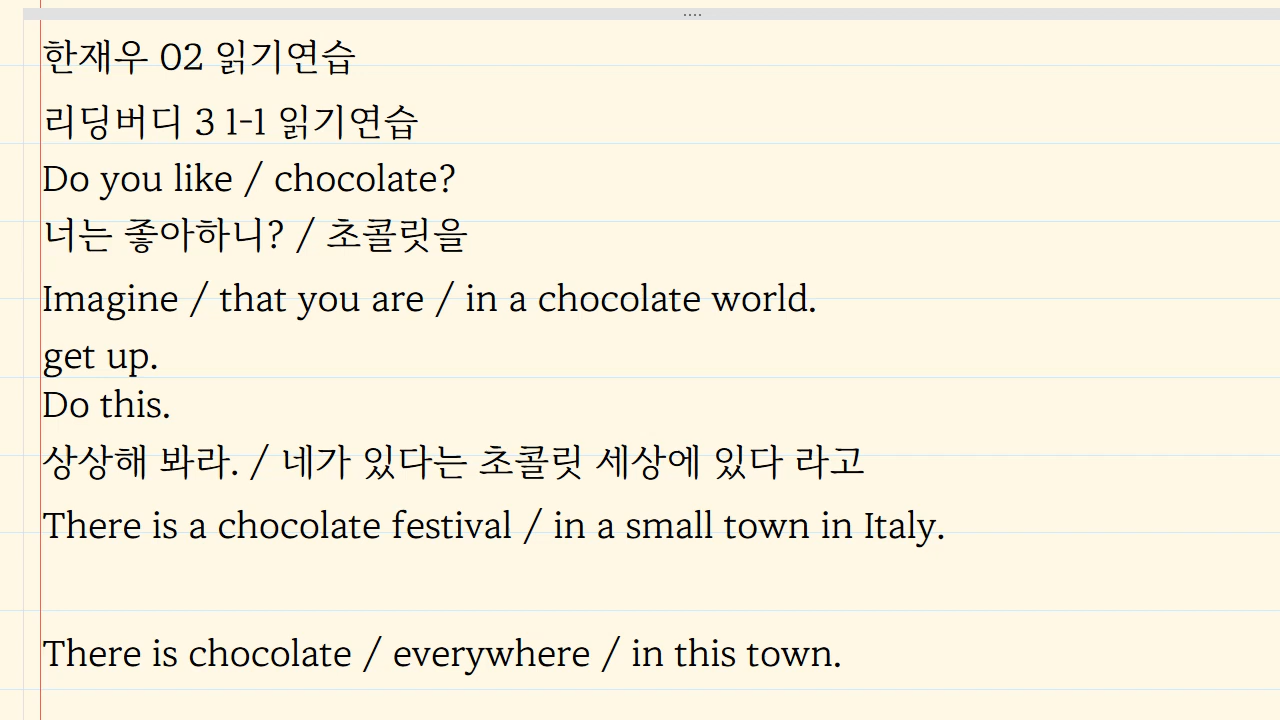 한재우 02 읽기연습
리딩버디 3 1-1 읽기연습
Do you like / chocolate?
너는 좋아하니? / 초콜릿을
Imagine / that you are / in a chocolate world.
get up.
Do this.
상상해 봐라. / 네가 있다는 초콜릿 세상에 있다 라고
There is a chocolate festival / in a small town in Italy.
There is chocolate / everywhere / in this town.